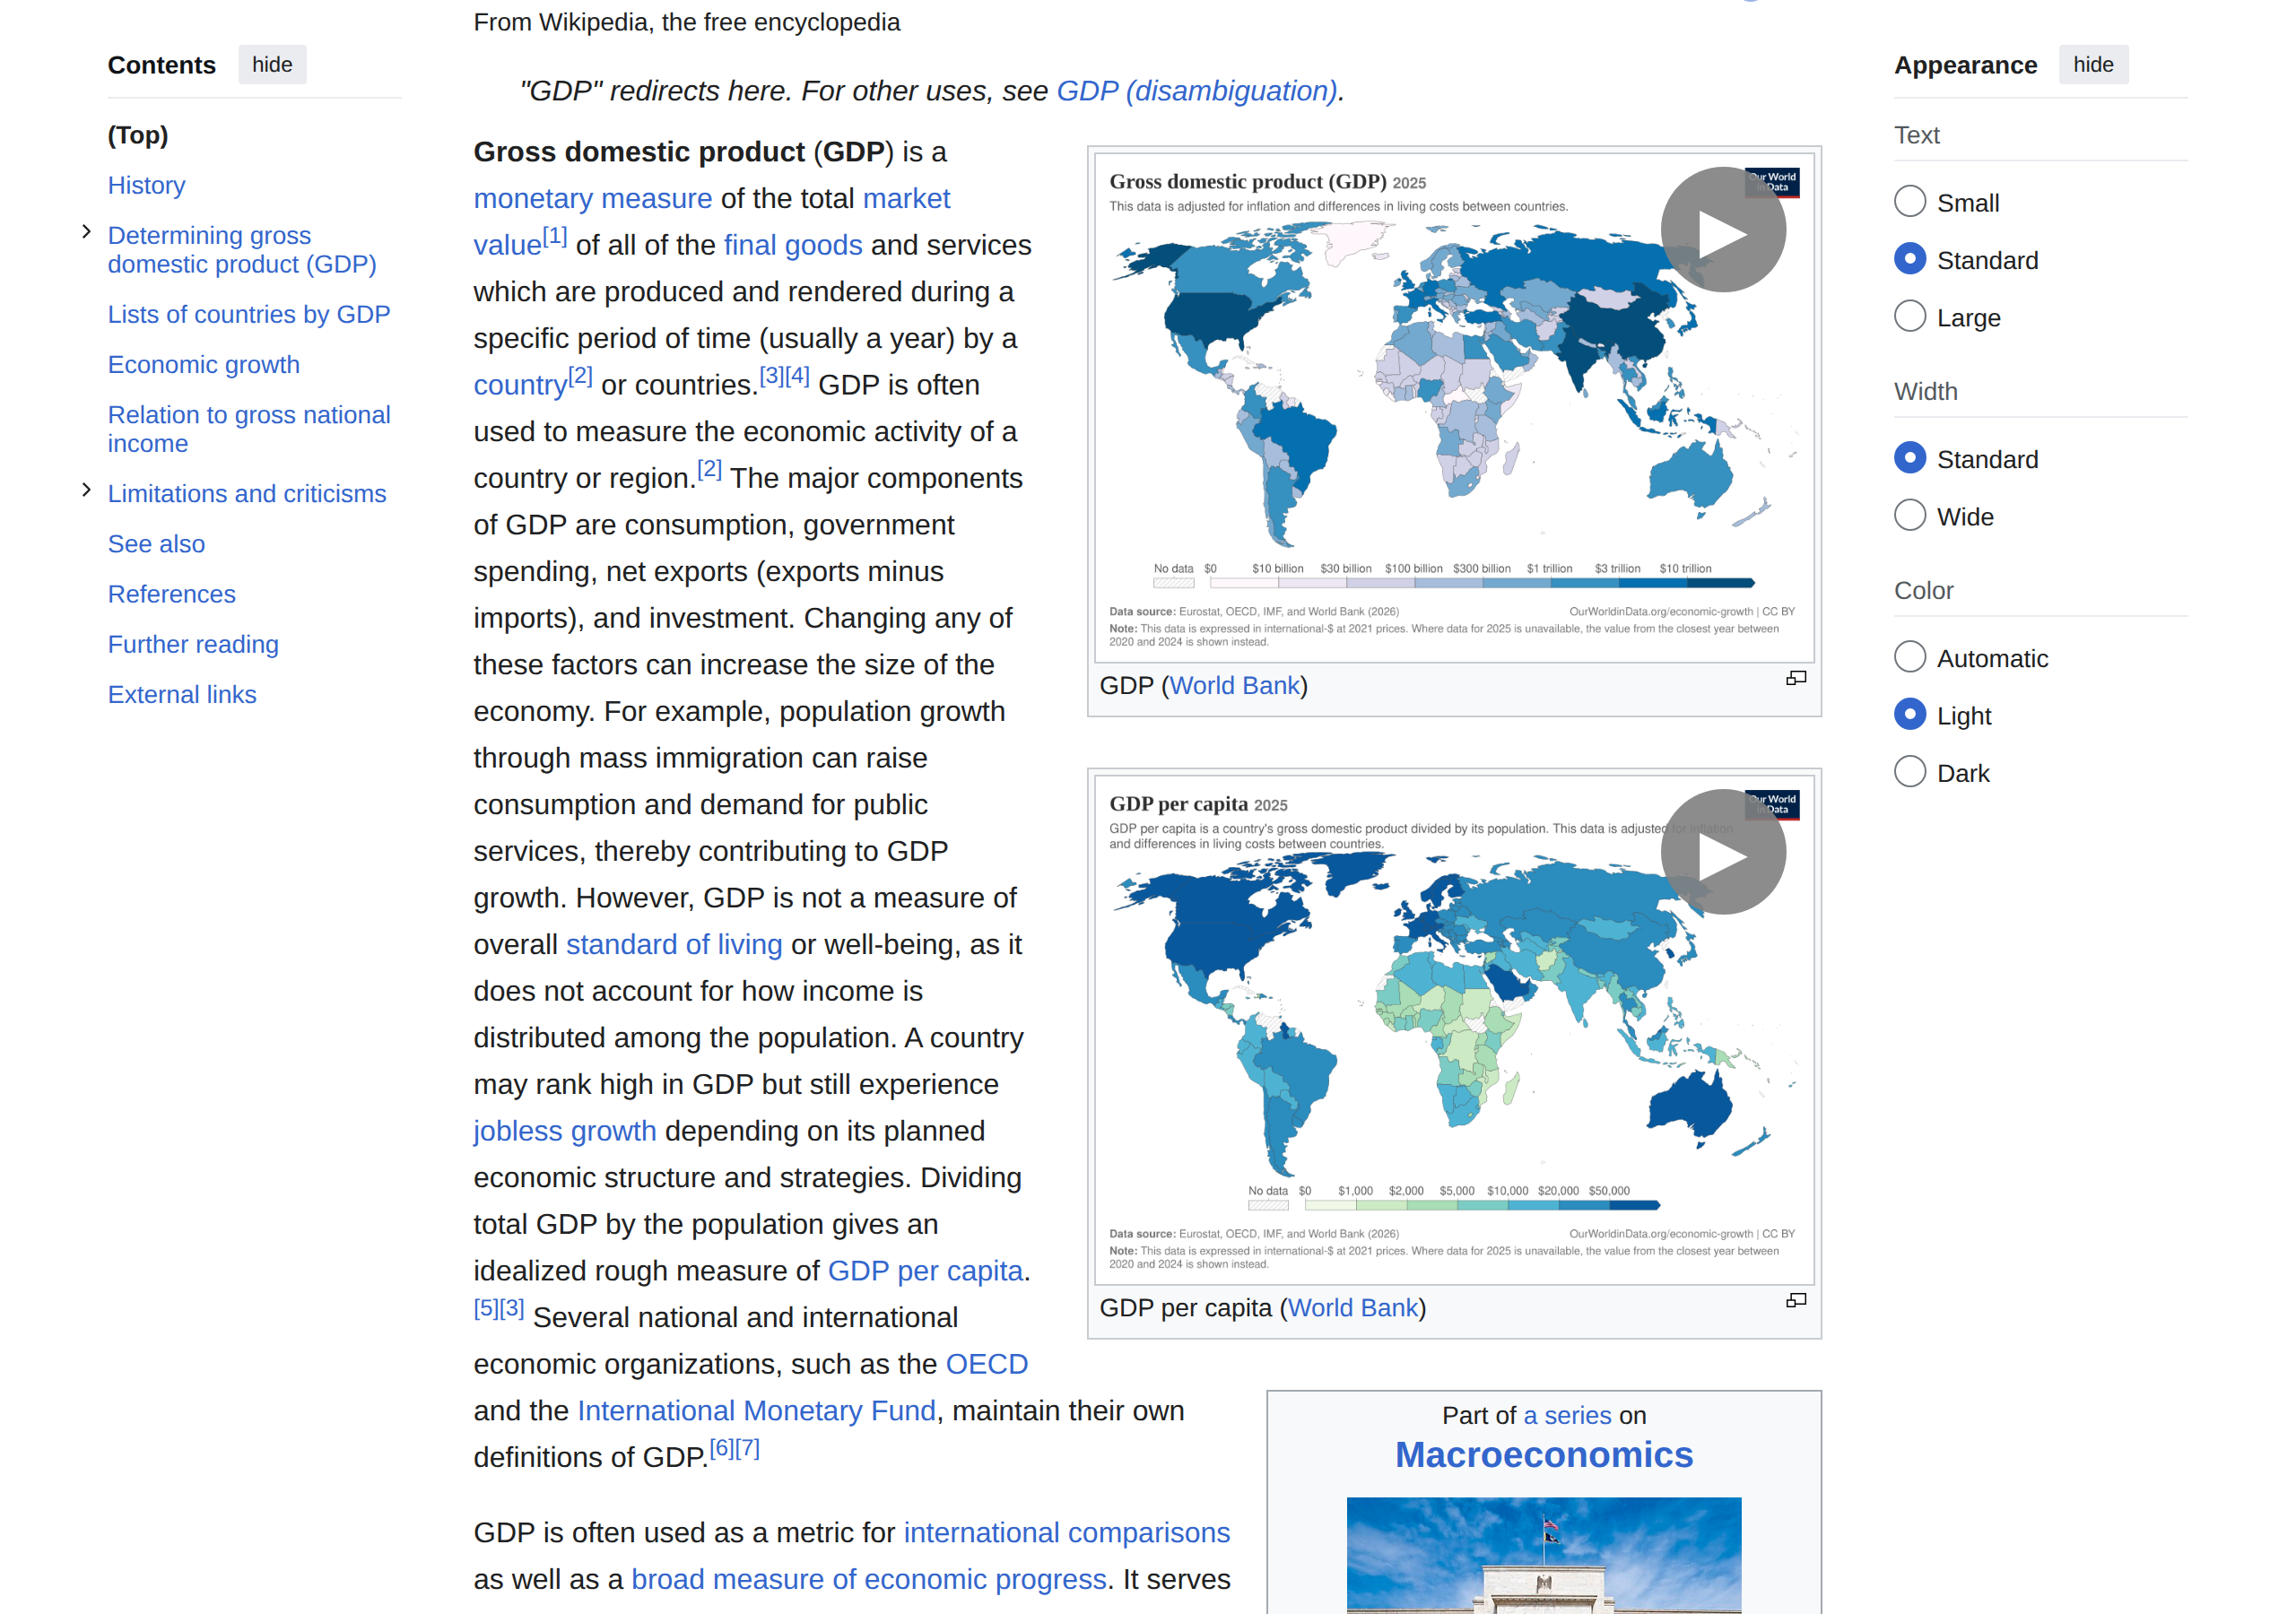 From Wikipedia, the free encyclopedia
Contents hide
(Top)
History
Determining gross
domestic product (GDP)
Lists of countries by GDP
Economic growth
Relation to gross national
income
Limitations and criticisms
See also
References
Further reading
External links
"GDP" redirects here. For other uses, see GDP (disambiguation).
Gross domestic product (GDP) is a
monetary measure of the total market
value[1] of all of the final goods and services
which are produced and rendered during a
specific period of time (usually a year) by a
country[2] or countries.[3][4] GDP is often
used to measure the economic activity of a
country or region.[2] The major components
of GDP are consumption, government
spending, net exports (exports minus
imports), and investment. Changing any of
these factors can increase the size of the
economy. For example, population growth
through mass immigration can raise
consumption and demand for public
services, thereby contributing to GDP
growth. However, GDP is not a measure of
overall standard of living or well-being, as it
does not account for how income is
distributed among the population. A country
may rank high in GDP but still experience
jobless growth depending on its planned
economic structure and strategies. Dividing
total GDP by the population gives an
idealized rough measure of GDP per capita.
[5][3] Several national and international
economic organizations, such as the OECD
and the International Monetary Fund, maintain their own
definitions of GDP.[6][7]
GDP is often used as a metric for international comparisons
as well as a broad measure of economic progress. It serves
Gross domestic product (GDP) 2025
Our World
in Data
This data is adjusted for inflation and differences in living costs between countries.
No data $0 $10 billion $30 billion $100 billion $300 billion $1 trillion $3 trillion $10 trillion
Data source: Eurostat, OECD, IMF, and World Bank (2026) OurWorldinData.org/economic-growth | CC BY
Note: This data is expressed in international-$ at 2021 prices. Where data for 2025 is unavailable, the value from the closest year between
2020 and 2024 is shown instead.
GDP (World Bank)
GDP per capita 2025
Our World
in Data
GDP per capita is a country's gross domestic product divided by its population. This data is adjusted for inflation
and differences in living costs between countries.
No data $0 $1,000 $2,000 $5,000 $10,000 $20,000 $50,000
Data source: Eurostat, OECD, IMF, and World Bank (2026) OurWorldinData.org/economic-growth | CC BY
Note: This data is expressed in international-$ at 2021 prices. Where data for 2025 is unavailable, the value from the closest year between
2020 and 2024 is shown instead.
GDP per capita (World Bank)
Part of a series on
Macroeconomics
Appearance hide
Text
Small
Standard
Large
Width
Standard
Wide
Color
Automatic
Light
Dark